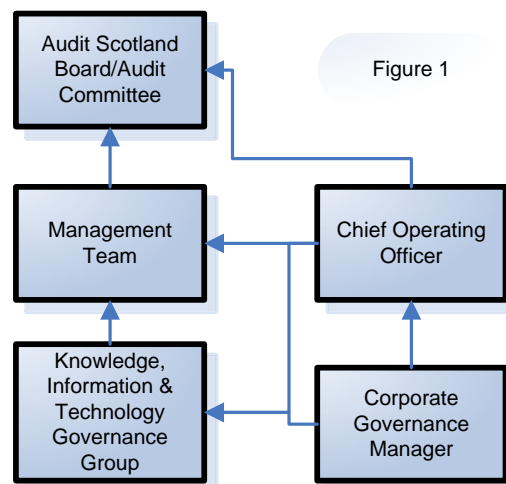 Audit Scotland
Board/Audit
Committee
Figure 1
Management
Team
Chief Operating
Officer
Knowledge,
Information &
Technology
Governance
Group
Corporate
Governance
Manager